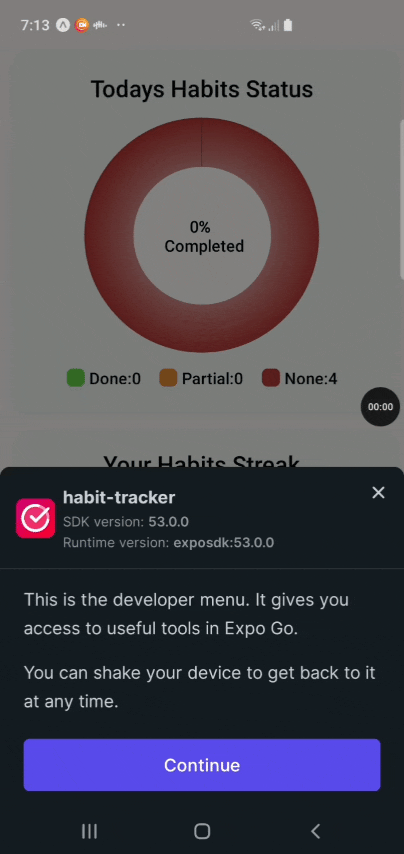 7:13
Todays Habits Status
0%
Completed
Done:0 Partial:0 None:4
00:00
Your Habits Streak
habit-tracker
SDK version: 53.0.0
Runtime version: exposdk:53.0.0
This is the developer menu. It gives you
access to useful tools in Expo Go.
You can shake your device to get back to it
at any time.
Continue